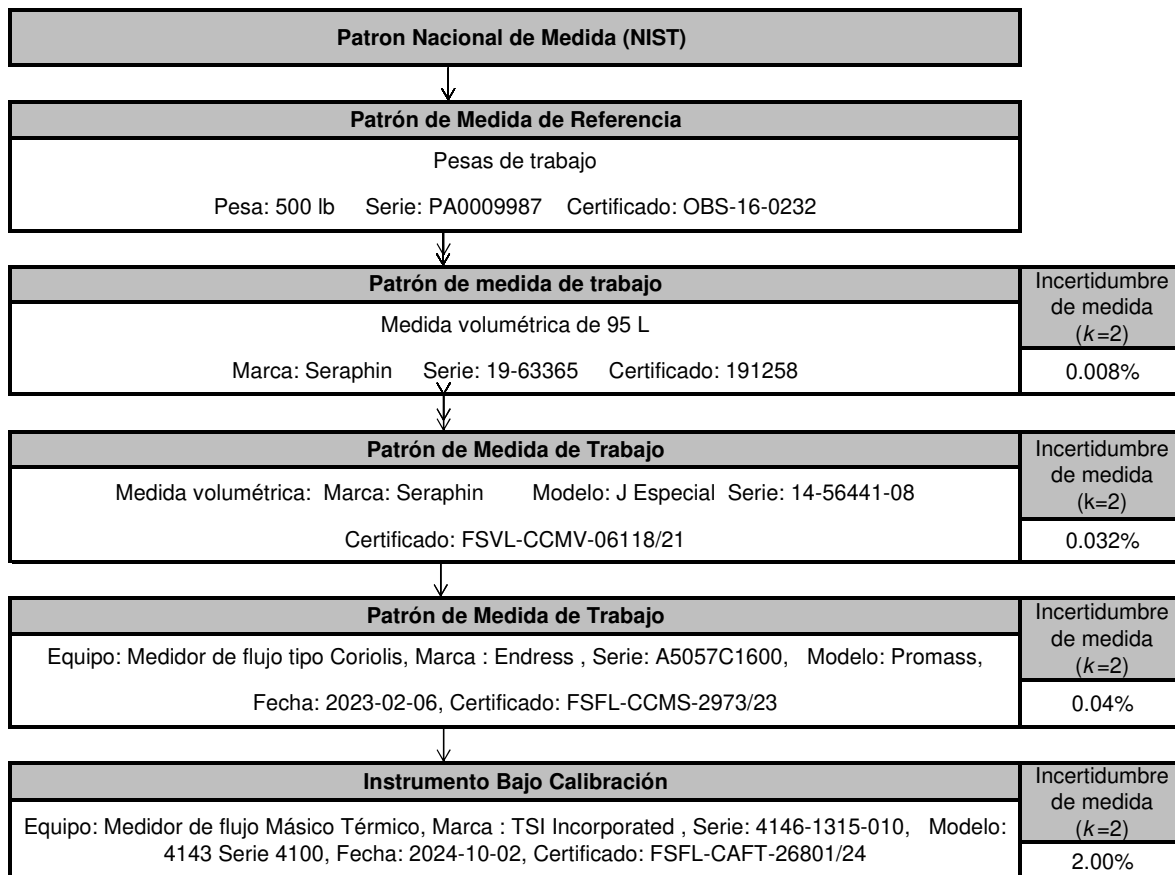 Patron Nacional de Medida (NIST)
Patrón de Medida de Referencia
Pesas de trabajo
Pesa: 500 lb Serie: PA0009987 Certificado: OBS-16-0232
Patrón de medida de trabajo
Medida volumétrica de 95 L
Marca: Seraphin Serie: 19-63365 Certificado: 191258
Incertidumbre
de medida
(k=2)
0.008%
Patrón de Medida de Trabajo
Medida volumétrica: Marca: Seraphin Modelo: J Especial Serie: 14-56441-08
Certificado: FSVL-CCMV-06118/21
Incertidumbre
de medida
(k=2)
0.032%
Patrón de Medida de Trabajo
Equipo: Medidor de flujo tipo Coriolis, Marca : Endress , Serie: A5057C1600, Modelo: Promass,
Fecha: 2023-02-06, Certificado: FSFL-CCMS-2973/23
Incertidumbre
de medida
(k=2)
0.04%
Instrumento Bajo Calibración
Equipo: Medidor de flujo Másico Térmico, Marca : TSI Incorporated , Serie: 4146-1315-010, Modelo:
4143 Serie 4100, Fecha: 2024-10-02, Certificado: FSFL-CAFT-26801/24
Incertidumbre
de medida
(k=2)
2.00%